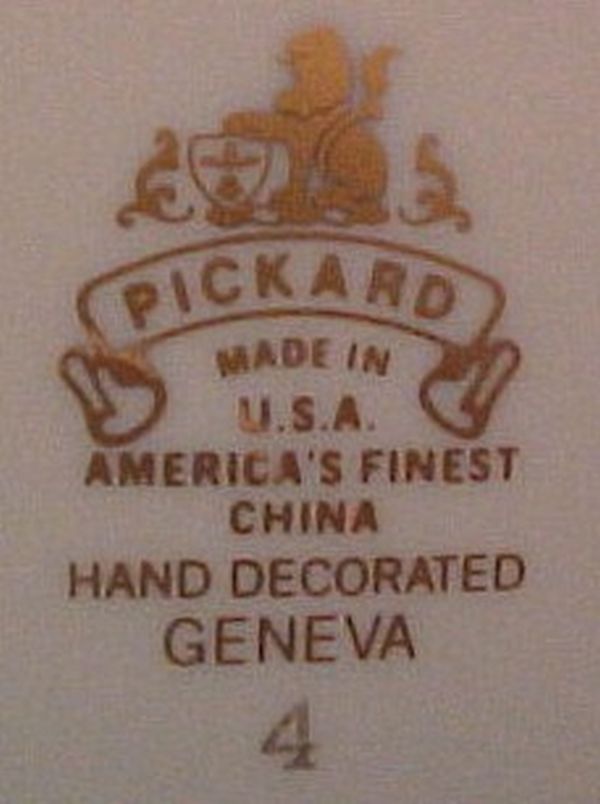 PICKARD
MADE IN
U.S.A.
AMERICA'S FINEST
CHINA
HAND DECORATED
GENEVA
4